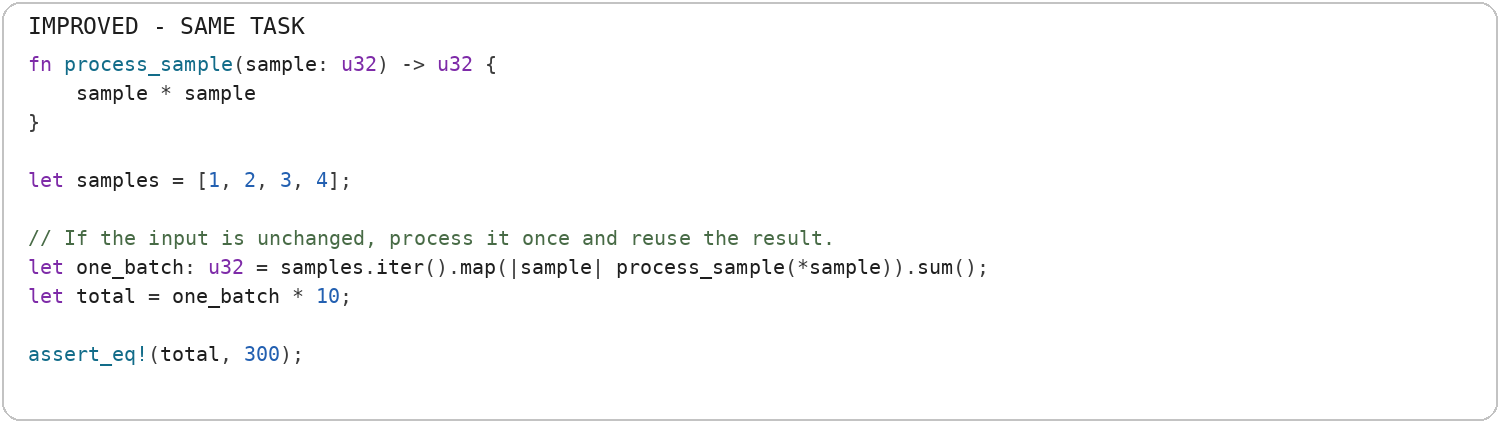 IMPROVED - SAME TASK
fn process_sample(sample: u32) -> u32 {
    sample * sample
}
let samples = [1, 2, 3, 4];
// If the input is unchanged, process it once and reuse the result.
let one_batch: u32 = samples.iter().map(|sample| process_sample(*sample)).sum();
let total = one_batch * 10;
assert_eq!(total, 300);